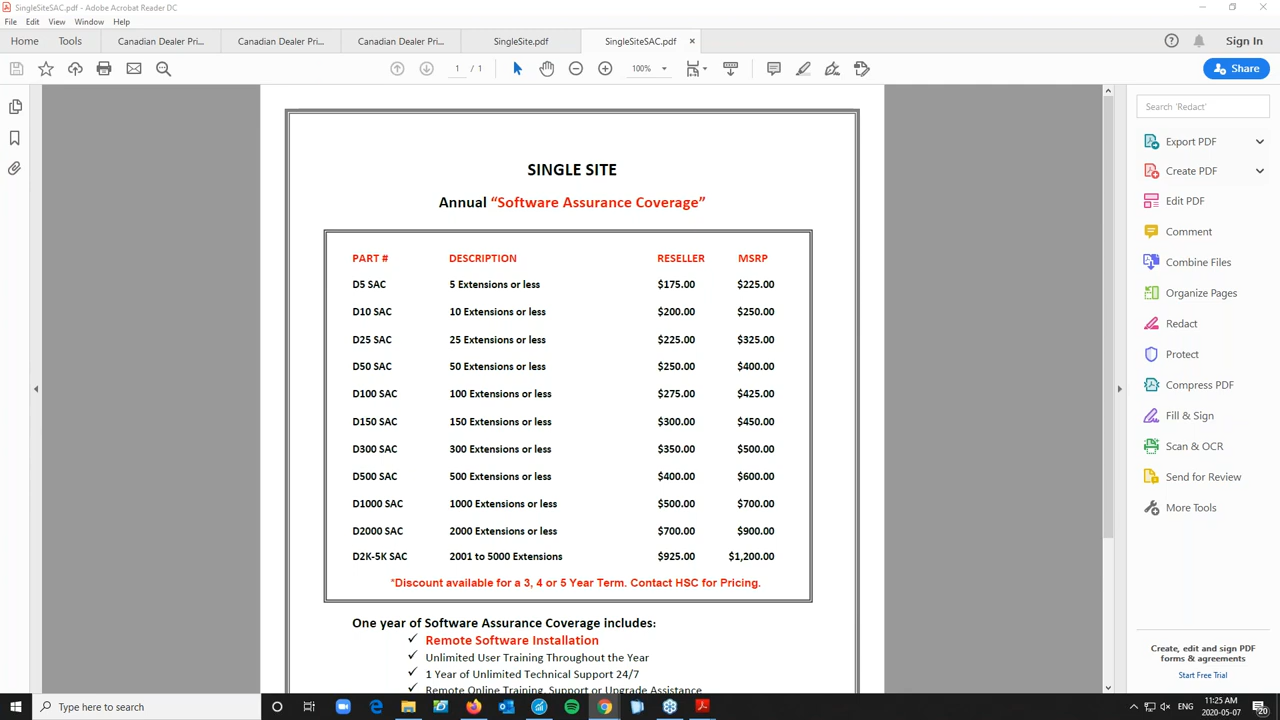 SingleSiteSAC.pdf - Adobe Acrobat Reader DC
File Edit View Window Help
Home Tools Canadian Dealer Pri... Canadian Dealer Pri... Canadian Dealer Pri... SingleSite.pdf SingleSiteSAC.pdf × Sign In
1 / 1 100% Share
Search 'Redact'
Export PDF
Create PDF
Edit PDF
Comment
Combine Files
Organize Pages
Redact
Protect
Compress PDF
Fill & Sign
Scan & OCR
Send for Review
More Tools
Create, edit and sign PDF
forms & agreements
Start Free Trial
SINGLE SITE
Annual “Software Assurance Coverage”
PART # DESCRIPTION RESELLER MSRP
D5 SAC 5 Extensions or less $175.00 $225.00
D10 SAC 10 Extensions or less $200.00 $250.00
D25 SAC 25 Extensions or less $225.00 $325.00
D50 SAC 50 Extensions or less $250.00 $400.00
D100 SAC 100 Extensions or less $275.00 $425.00
D150 SAC 150 Extensions or less $300.00 $450.00
D300 SAC 300 Extensions or less $350.00 $500.00
D500 SAC 500 Extensions or less $400.00 $600.00
D1000 SAC 1000 Extensions or less $500.00 $700.00
D2000 SAC 2000 Extensions or less $700.00 $900.00
D2K-5K SAC 2001 to 5000 Extensions $925.00 $1,200.00
*Discount available for a 3, 4 or 5 Year Term. Contact HSC for Pricing.
One year of Software Assurance Coverage includes:
✓ Remote Software Installation
✓ Unlimited User Training Throughout the Year
✓ 1 Year of Unlimited Technical Support 24/7
✓ Remote Online Training, Support or Upgrade Assistance
Type here to search
ENG
11:25 AM
2020-05-07
20